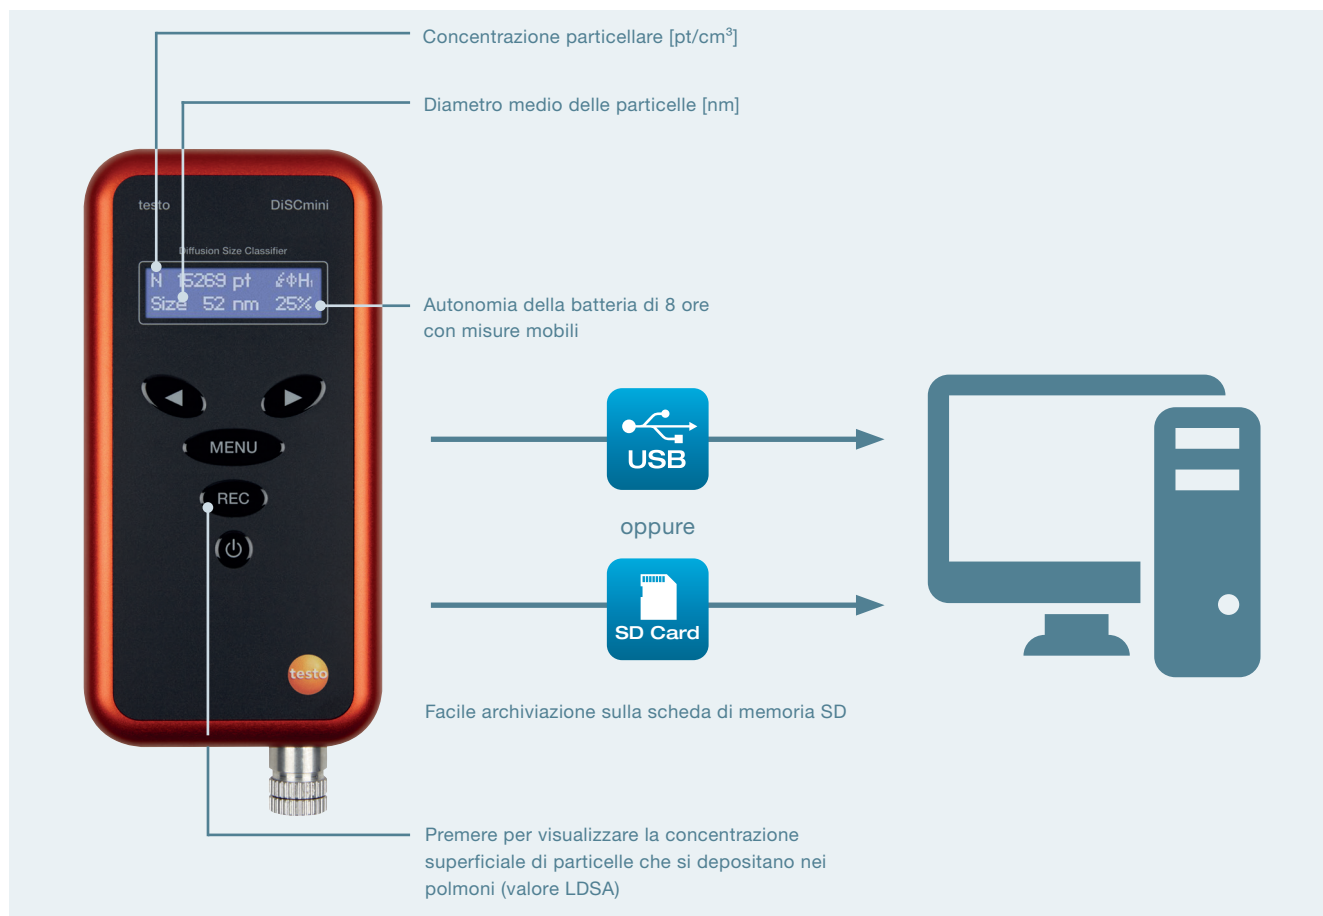 Concentrazione particellare [pt/cm³]
Diametro medio delle particelle [nm]
testo DiSCmini
Diffusion Size Classifier
N 15269 pt
Size 52 nm 25%
Autonomia della batteria di 8 ore
con misure mobili
MENU
REC
USB
oppure
SD Card
testo
Facile archiviazione sulla scheda di memoria SD
Premere per visualizzare la concentrazione
superficiale di particelle che si depositano nei
polmoni (valore LDSA)